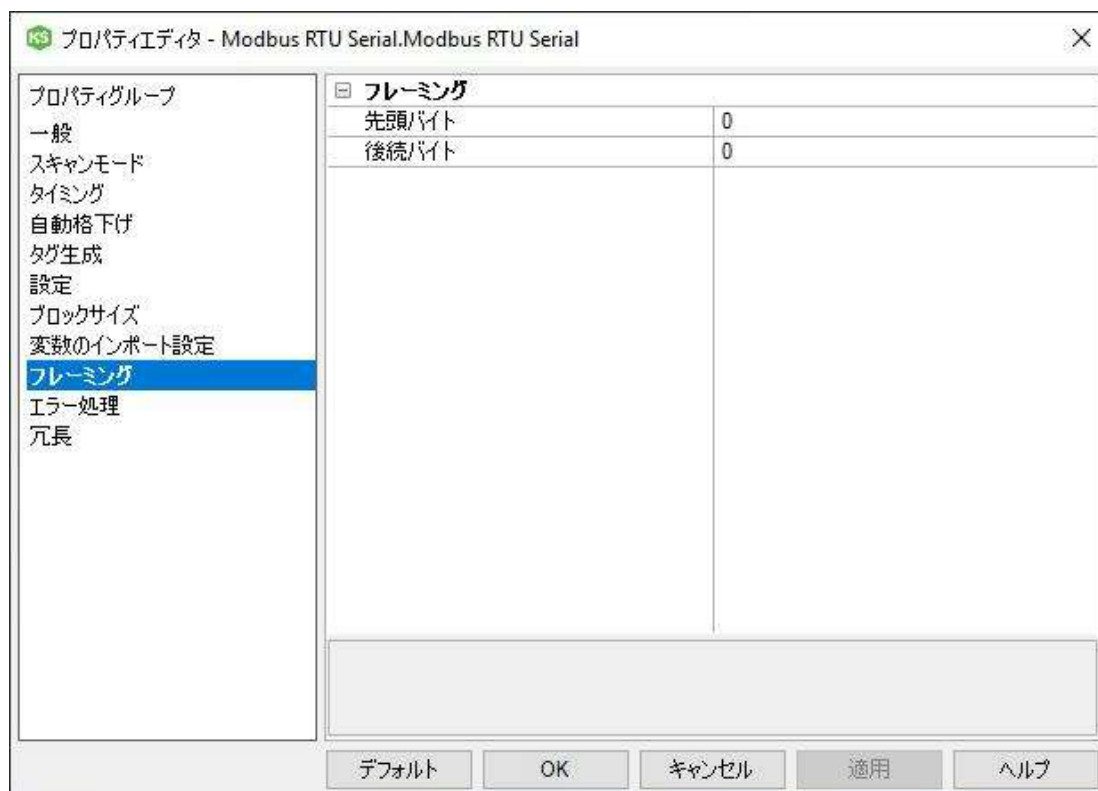 KS プロパティエディタ - Modbus RTU Serial.Modbus RTU Serial
プロパティグループ
一般
スキャンモード
タイミング
自動格下げ
タグ生成
設定
ブロックサイズ
変数のインポート設定
フレーミング
エラー処理
冗長
フレーミング
先頭バイト 0
後続バイト 0
デフォルト OK キャンセル 適用 ヘルプ